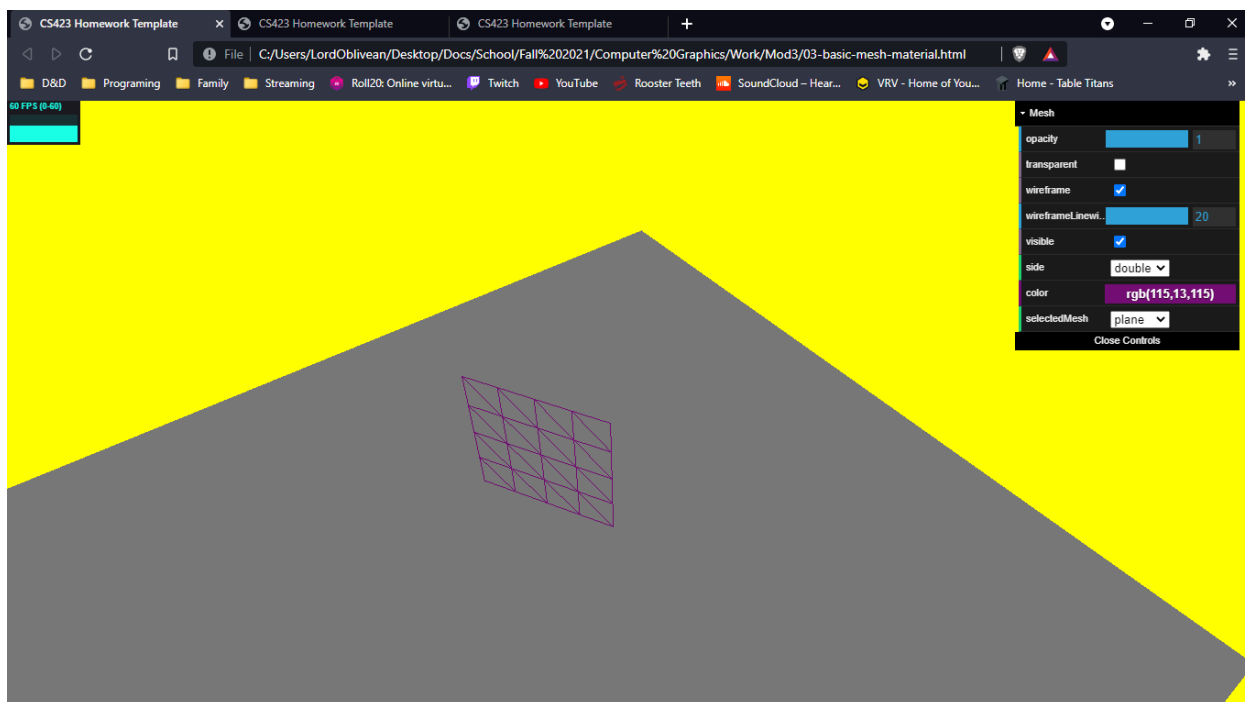 CS423 Homework Template
CS423 Homework Template
CS423 Homework Template
File | C:/Users/LordOblivean/Desktop/Docs/School/Fall%202021/Computer%20Graphics/Work/Mod3/03-basic-mesh-material.html
D&D Programing Family Streaming Roll20: Online virtu... Twitch YouTube Rooster Teeth SoundCloud – Hear... VRV - Home of You... Home - Table Titans »
60 FPS (0-60)
Mesh
opacity 1
transparent
wireframe
wireframeLinewi.. 20
visible
side double
color rgb(115,13,115)
selectedMesh plane
Close Controls